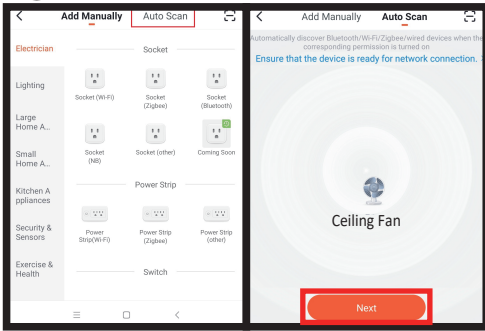 Add Manually Auto Scan
Electrician
Lighting
Large
Home A...
Small
Home A...
Kitchen A
ppliances
Security &
Sensors
Exercise &
Health
Socket
Socket (Wi-Fi)
Socket
(Zigbee)
Socket
(Bluetooth)
Socket
(NB)
Socket (other)
Coming Soon
Power Strip
Power
Strip(Wi-Fi)
Power Strip
(Zigbee)
Power Strip
(other)
Switch
Add Manually Auto Scan
Automatically discover Bluetooth/Wi-Fi/Zigbee/wired devices when the
corresponding permission is turned on
Ensure that the device is ready for network connection.
Ceiling Fan
Next